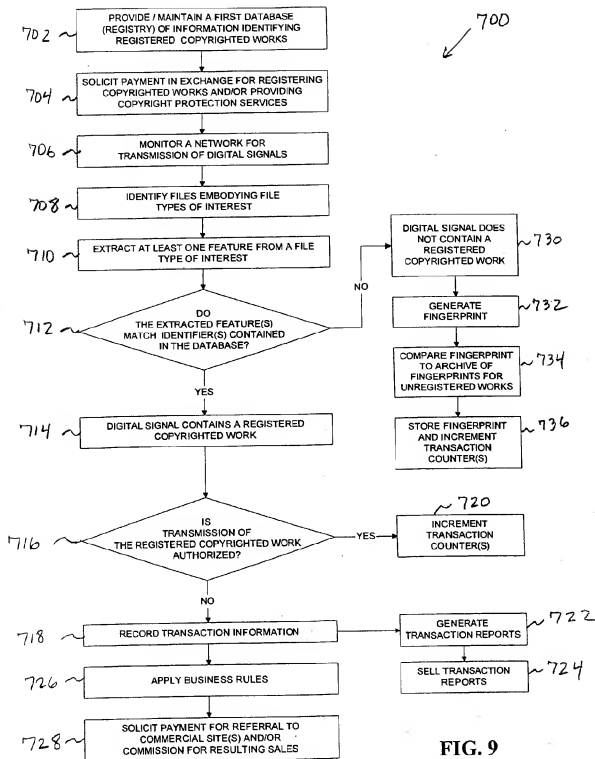 702
PROVIDE / MAINTAIN A FIRST DATABASE
(REGISTRY) OF INFORMATION IDENTIFYING
REGISTERED COPYRIGHTED WORKS
700
704
SOLICIT PAYMENT IN EXCHANGE FOR REGISTERING
COPYRIGHTED WORKS AND/OR PROVIDING
COPYRIGHT PROTECTION SERVICES
706
MONITOR A NETWORK FOR
TRANSMISSION OF DIGITAL SIGNALS
708
IDENTIFY FILES EMBODYING FILE
TYPES OF INTEREST
710
EXTRACT AT LEAST ONE FEATURE FROM A FILE
TYPE OF INTEREST
712
DO
THE EXTRACTED FEATURE(S)
MATCH IDENTIFIER(S) CONTAINED
IN THE DATABASE?
NO
DIGITAL SIGNAL DOES
NOT CONTAIN A
REGISTERED
COPYRIGHTED WORK
730
GENERATE
FINGERPRINT
732
COMPARE FINGERPRINT
TO ARCHIVE OF
FINGERPRINTS FOR
UNREGISTERED WORKS
734
STORE FINGERPRINT
AND INCREMENT
TRANSACTION
COUNTER(S)
736
YES
714
DIGITAL SIGNAL CONTAINS A REGISTERED
COPYRIGHTED WORK
716
IS
TRANSMISSION OF
THE REGISTERED COPYRIGHTED WORK
AUTHORIZED?
YES
720
INCREMENT
TRANSACTION
COUNTER(S)
NO
718
RECORD TRANSACTION INFORMATION
GENERATE
TRANSACTION REPORTS
722
SELL TRANSACTION
REPORTS
724
726
APPLY BUSINESS RULES
728
SOLICIT PAYMENT FOR REFERRAL TO
COMMERCIAL SITE(S) AND/OR
COMMISSION FOR RESULTING SALES
FIG. 9